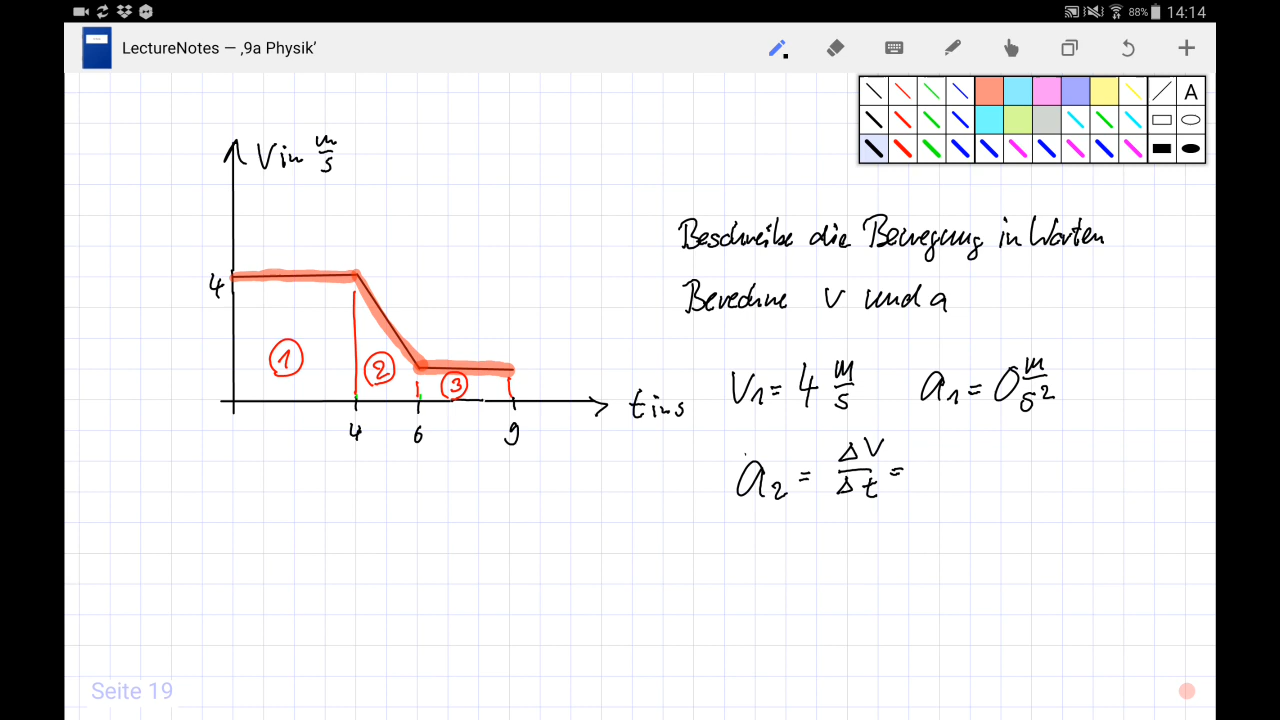 88% 14:14
LectureNotes – ‚9a Physik‘
A
V in m/s
4
1
2
3
4 6 9
t in s
Beschreibe die Bewegung in Worten
Berechne v und a
V₁ = 4 m/s a₁ = 0 m/s²
a₂ = ΔV/Δt =
Seite 19